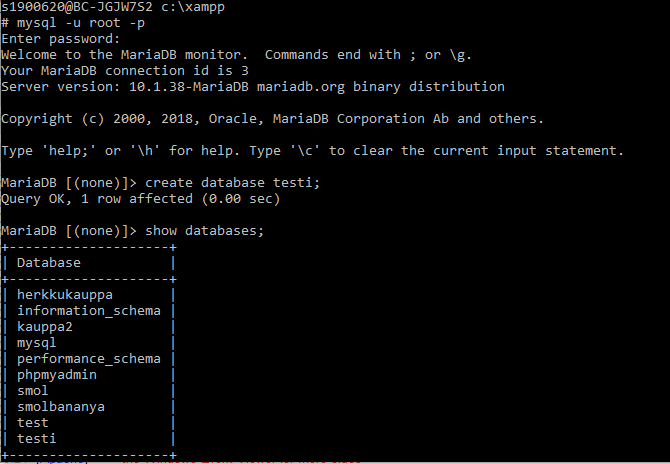 s1900620@BC-JGJW7S2 c:\xampp
# mysql -u root -p
Enter password:
Welcome to the MariaDB monitor.  Commands end with ; or \g.
Your MariaDB connection id is 3
Server version: 10.1.38-MariaDB mariadb.org binary distribution

Copyright (c) 2000, 2018, Oracle, MariaDB Corporation Ab and others.

Type 'help;' or '\h' for help. Type '\c' to clear the current input statement.

MariaDB [(none)]> create database testi;
Query OK, 1 row affected (0.00 sec)

MariaDB [(none)]> show databases;
+--------------------+
| Database           |
+--------------------+
| herkkukauppa       |
| information_schema |
| kauppa2            |
| mysql              |
| performance_schema |
| phpmyadmin         |
| smol               |
| smolbananya        |
| test               |
| testi              |
+--------------------+